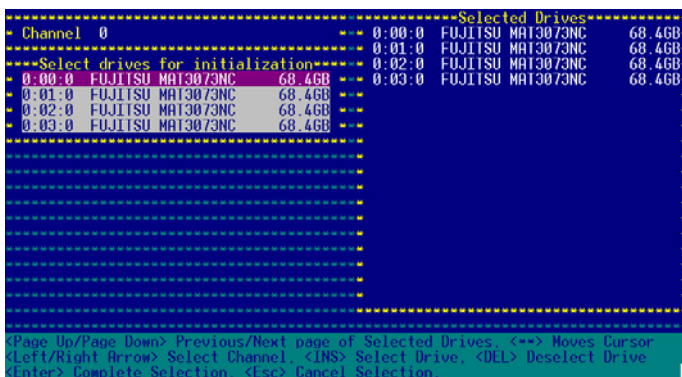 Channel 0
Select drives for initialization
0:00:0 FUJITSU MAT3073NC 68.4GB
0:01:0 FUJITSU MAT3073NC 68.4GB
0:02:0 FUJITSU MAT3073NC 68.4GB
0:03:0 FUJITSU MAT3073NC 68.4GB
Selected Drives
0:00:0 FUJITSU MAT3073NC 68.4GB
0:01:0 FUJITSU MAT3073NC 68.4GB
0:02:0 FUJITSU MAT3073NC 68.4GB
0:03:0 FUJITSU MAT3073NC 68.4GB
<Page Up/Page Down> Previous/Next page of Selected Drives, <**> Moves Cursor
<Left/Right Arrow> Select Channel, <INS> Select Drive, <DEL> Deselect Drive
<Enter> Complete Selection, <Esc> Cancel Selection.